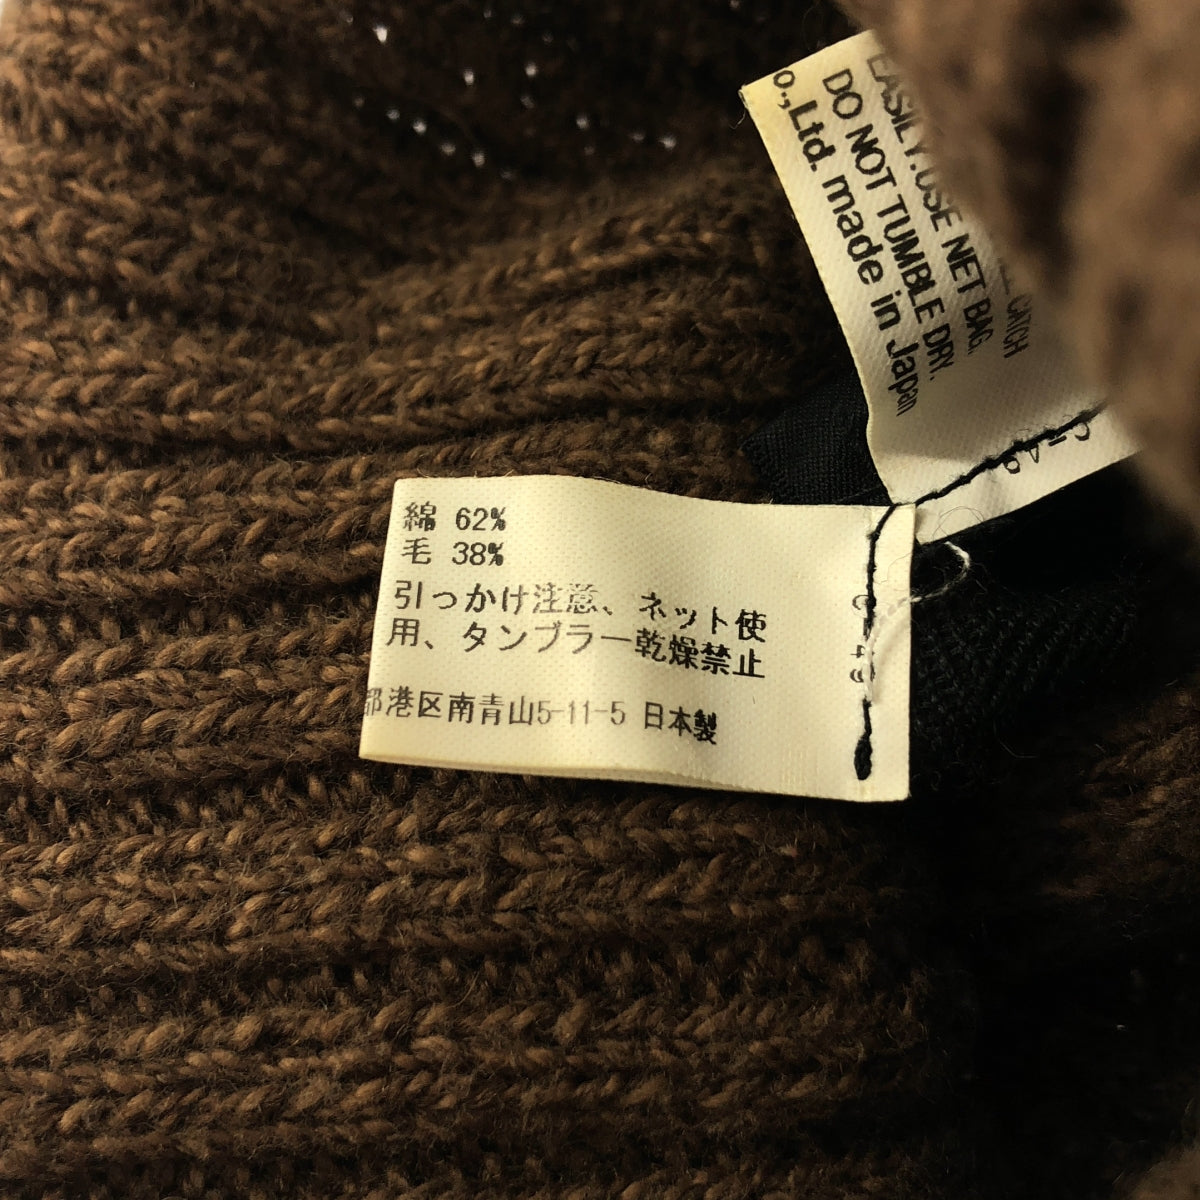 綿 62%
毛 38%
引っかけ注意、ネット使
用、タンブラー乾燥禁止
部港区南青山5-11-5 日本製
CATCH
EASILY.USE NET BAG.
DO NOT TUMBLE DRY.
o.,Ltd. made in Japan